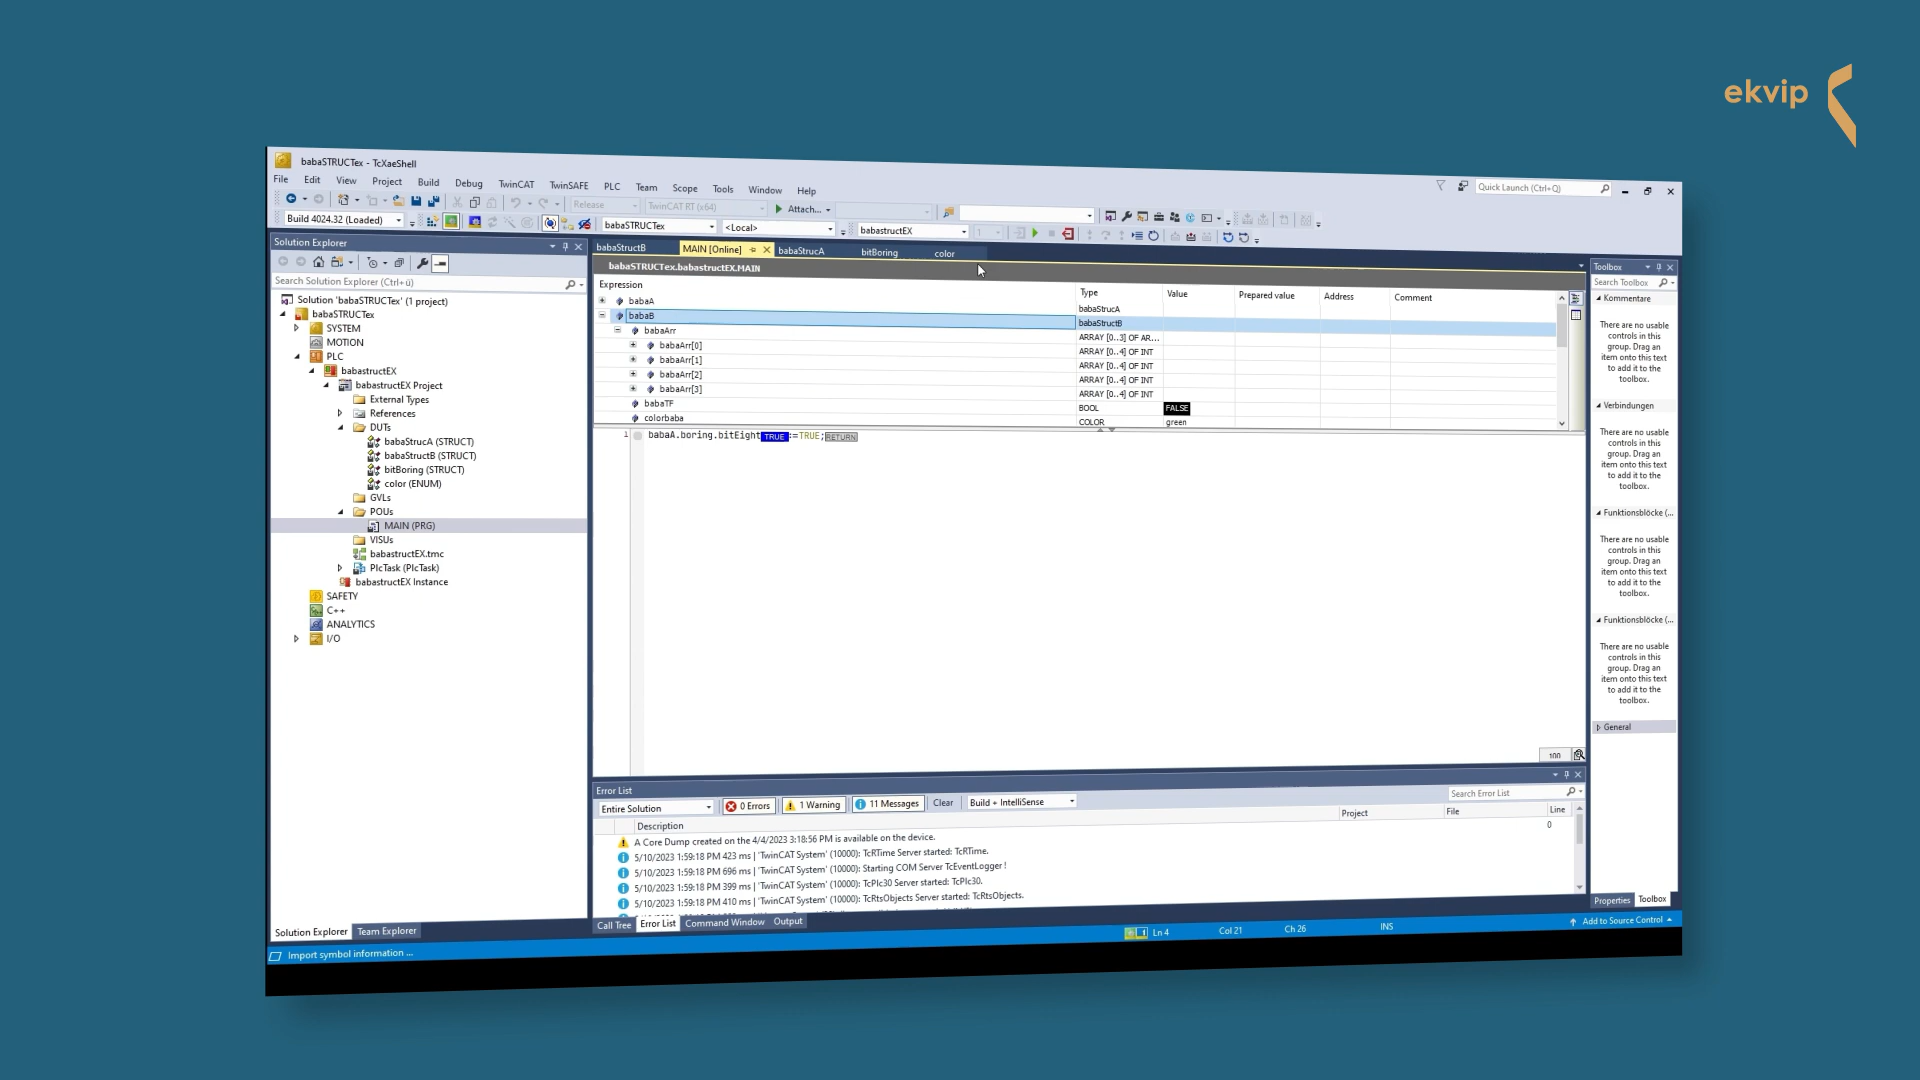 ekvip
babaSTRUCTex - TcXaeShell
Quick Launch (Ctrl+Q)
File Edit View Project Build Debug TwinCAT TwinSAFE PLC Team Scope Tools Window Help
Release TwinCAT RT (x64) Attach...
Build 4024.32 (Loaded) babaSTRUCTex <Local> babastructEX 1
Solution Explorer
Search Solution Explorer (Ctrl+ü)
Solution 'babaSTRUCTex' (1 project)
babaSTRUCTex
SYSTEM
MOTION
PLC
babastructEX
babastructEX Project
External Types
References
DUTs
babaStrucA (STRUCT)
babaStructB (STRUCT)
bitBoring (STRUCT)
color (ENUM)
GVLs
POUs
MAIN (PRG)
VISUs
babastructEX.tmc
PlcTask (PlcTask)
babastructEX Instance
SAFETY
C++
ANALYTICS
I/O
Solution Explorer Team Explorer
babaStructB MAIN [Online] babaStrucA bitBoring color
babaSTRUCTex.babastructEX.MAIN
Expression Type Value Prepared value Address Comment
babaA babaStrucA
babaB babaStructB
babaArr ARRAY [0..3] OF AR...
babaArr[0] ARRAY [0..4] OF INT
babaArr[1] ARRAY [0..4] OF INT
babaArr[2] ARRAY [0..4] OF INT
babaArr[3] ARRAY [0..4] OF INT
babaTF BOOL FALSE
colorbaba COLOR green
1 babaA.boring.bitEight TRUE :=TRUE; RETURN
100
Error List
Entire Solution 0 Errors 1 Warning 11 Messages Clear Build + IntelliSense Search Error List
Description Project File Line
A Core Dump created on the 4/4/2023 3:18:56 PM is available on the device. 0
5/10/2023 1:59:18 PM 423 ms | 'TwinCAT System' (10000): TcRTime Server started: TcRTime.
5/10/2023 1:59:18 PM 696 ms | 'TwinCAT System' (10000): Starting COM Server TcEventLogger !
5/10/2023 1:59:18 PM 399 ms | 'TwinCAT System' (10000): TcPlc30 Server started: TcPlc30.
5/10/2023 1:59:18 PM 410 ms | 'TwinCAT System' (10000): TcRtsObjects Server started: TcRtsObjects.
Call Tree Error List Command Window Output
Toolbox
Search Toolbox
Kommentare
There are no usable
controls in this
group. Drag an
item onto this text
to add it to the
toolbox.
Verbindungen
There are no usable
controls in this
group. Drag an
item onto this text
to add it to the
toolbox.
Funktionsblöcke (...
There are no usable
controls in this
group. Drag an
item onto this text
to add it to the
toolbox.
Funktionsblöcke (...
There are no usable
controls in this
group. Drag an
item onto this text
to add it to the
toolbox.
General
Properties Toolbox
Import symbol information ... Ln 4 Col 21 Ch 26 INS Add to Source Control